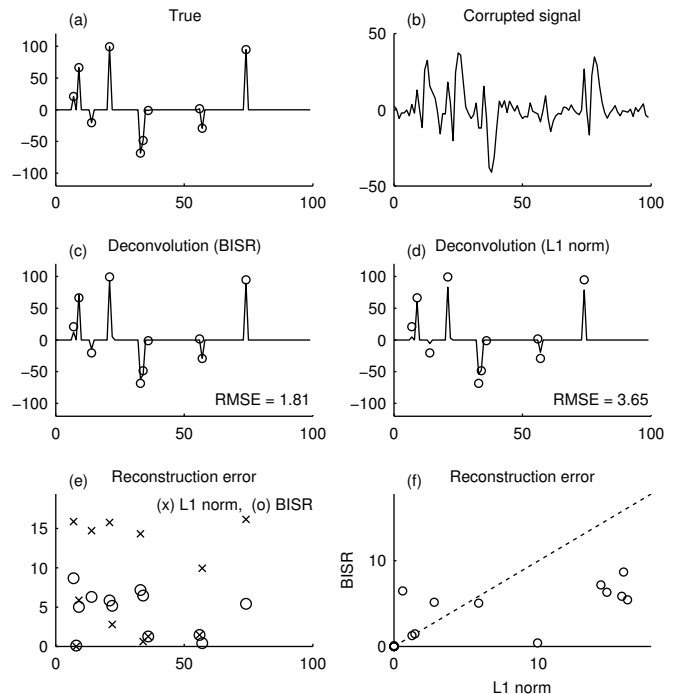 (a) True
100
50
0
−50
−100
0 50 100
(b) Corrupted signal
50
0
−50
0 50 100
(c) Deconvolution (BISR)
100
50
0
−50
−100
RMSE = 1.81
0 50 100
(d) Deconvolution (L1 norm)
100
50
0
−50
−100
RMSE = 3.65
0 50 100
(e) Reconstruction error
(x) L1 norm, (o) BISR
15
10
5
0
0 50 100
(f) Reconstruction error
BISR
10
0
0 10
L1 norm